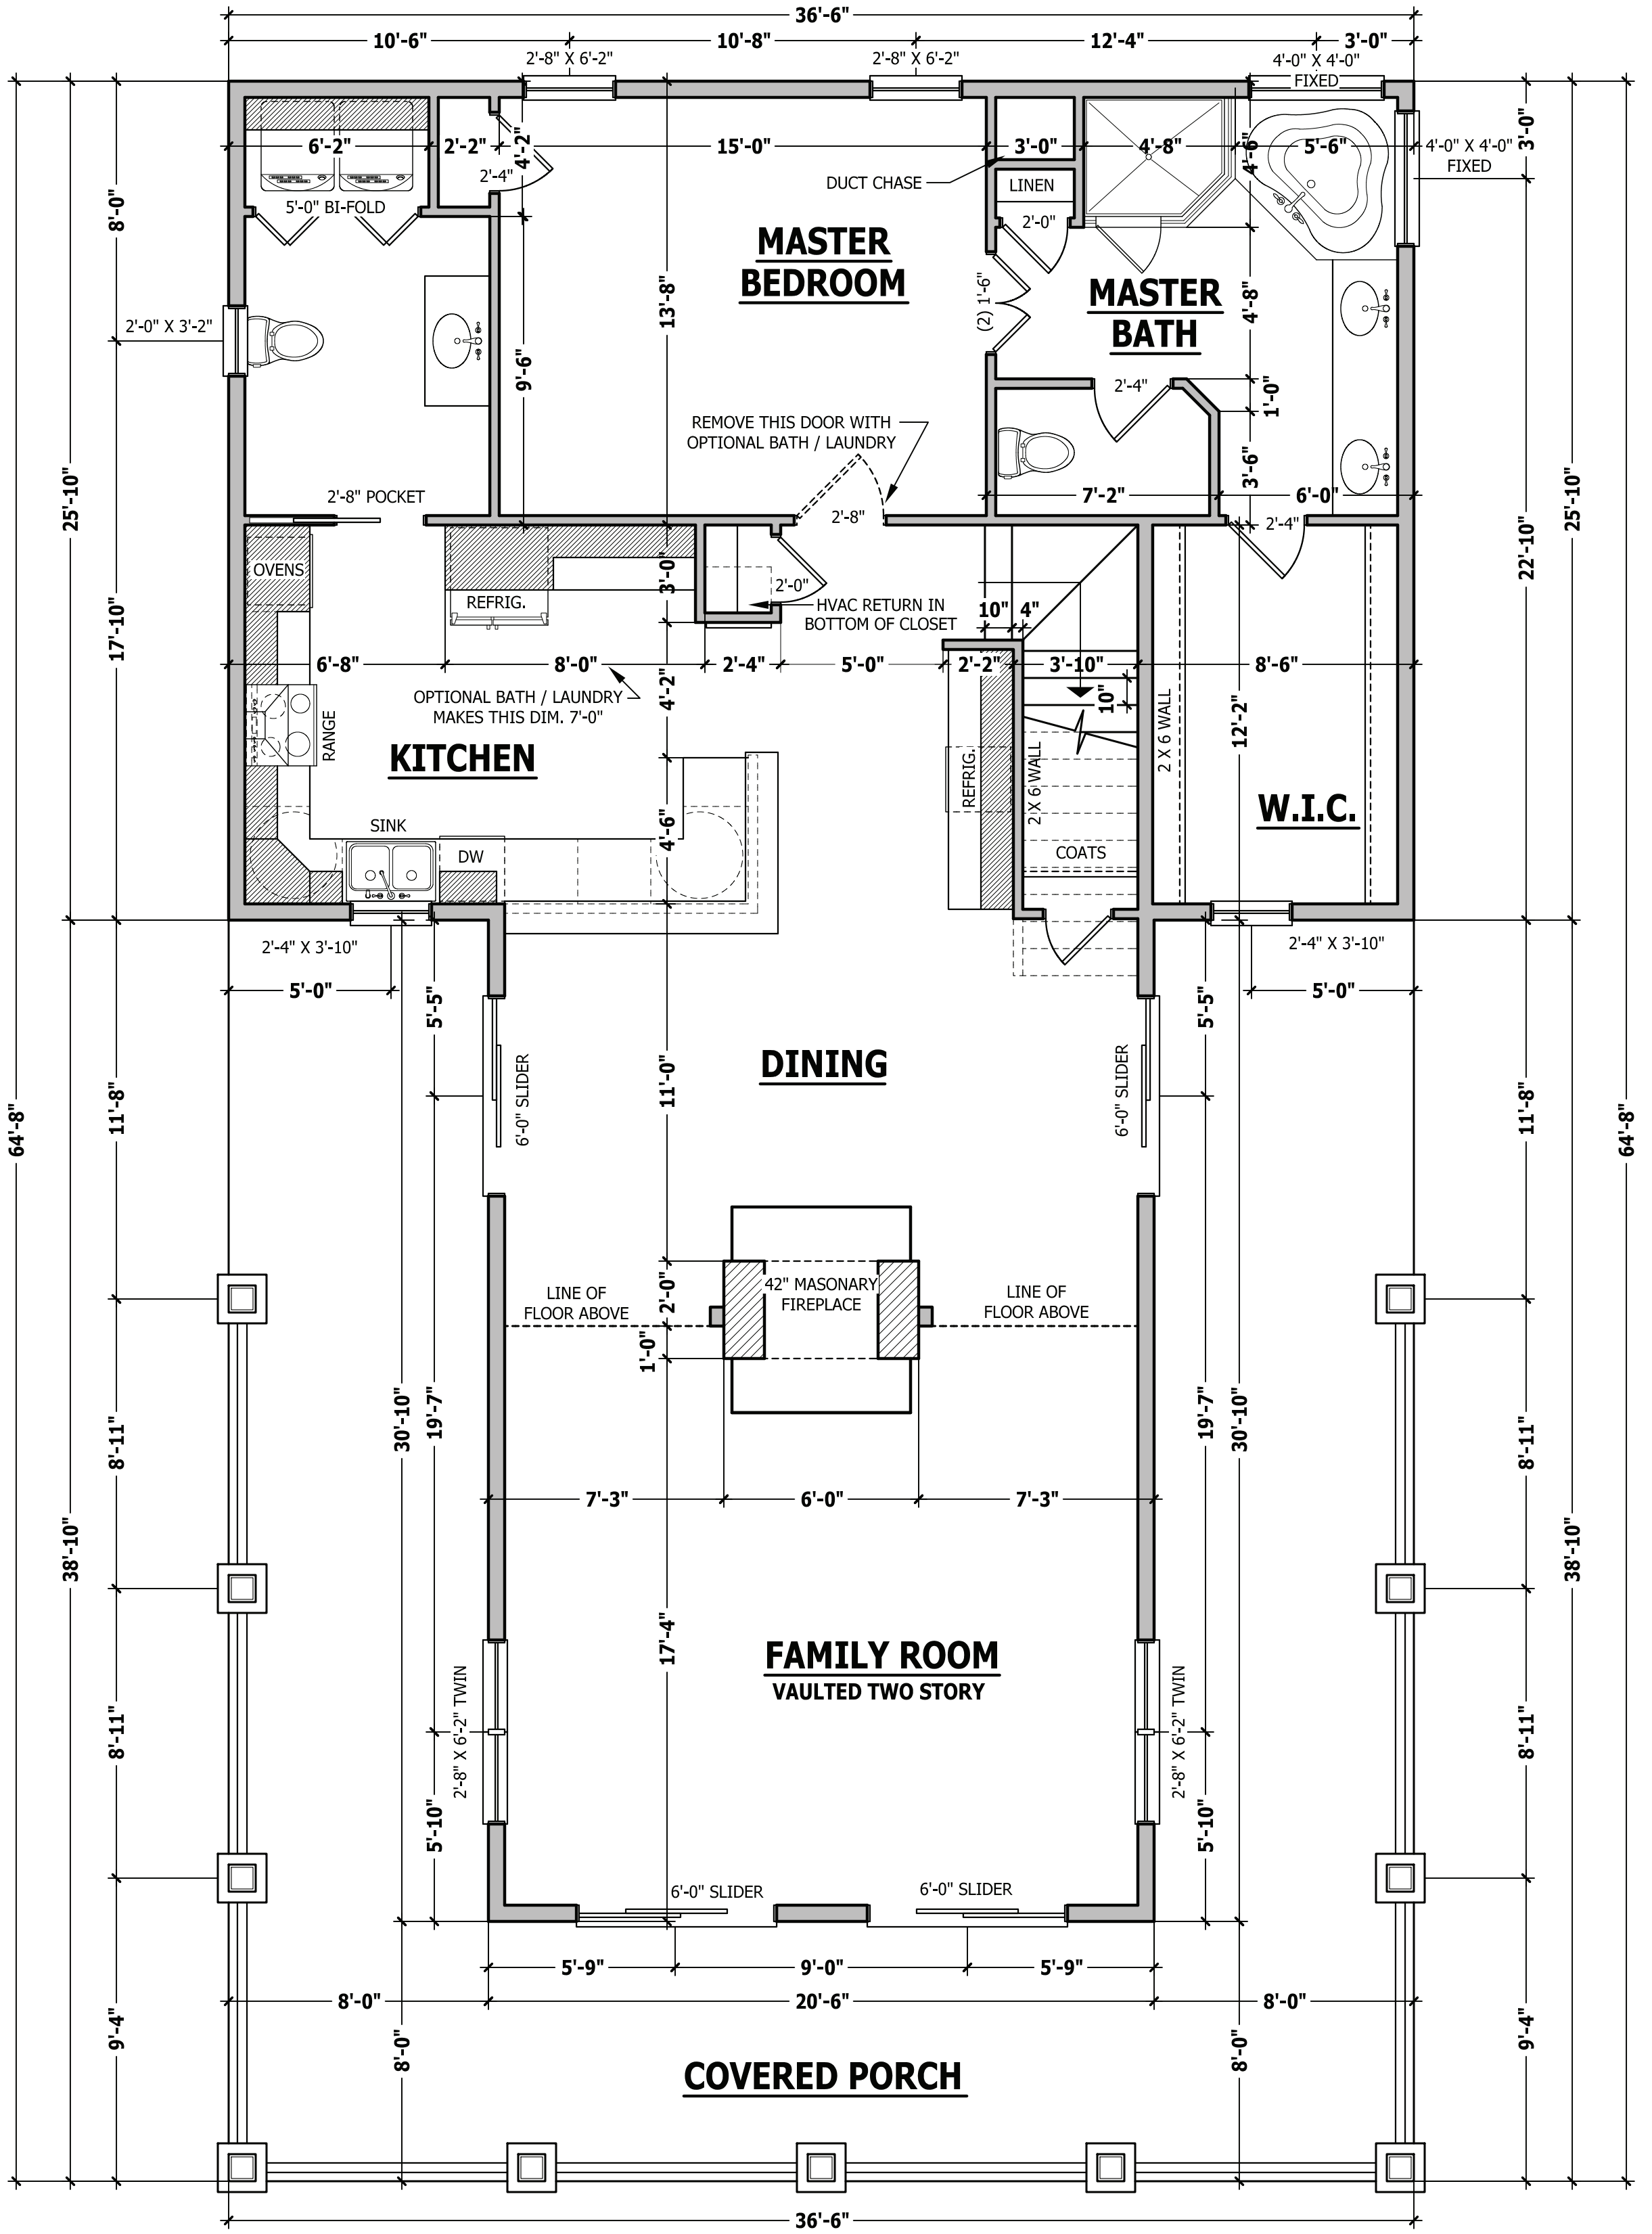 36'-6"
10'-6"
10'-8"
12'-4"
3'-0"
2'-8" X 6'-2"
2'-8" X 6'-2"
4'-0" X 4'-0"
FIXED
6'-2"
2'-2"
4'-2"
15'-0"
3'-0"
4'-8"
4'-6"
5'-6"
4'-0" X 4'-0"
FIXED
3'-0"
2'-4"
DUCT CHASE
LINEN
5'-0" BI-FOLD
2'-0"
8'-0"
MASTER
BEDROOM
13'-8"
(2) 1'-6"
MASTER
BATH
4'-8"
2'-0" X 3'-2"
9'-6"
2'-4"
1'-0"
REMOVE THIS DOOR WITH
OPTIONAL BATH / LAUNDRY
3'-6"
25'-10"
2'-8" POCKET
7'-2"
6'-0"
25'-10"
2'-8"
2'-4"
22'-10"
OVENS
3'-0"
2'-0"
REFRIG.
HVAC RETURN IN
BOTTOM OF CLOSET
10"
4"
17'-10"
6'-8"
8'-0"
2'-4"
5'-0"
2'-2"
3'-10"
8'-6"
OPTIONAL BATH / LAUNDRY
MAKES THIS DIM. 7'-0"
4'-2"
10"
12'-2"
RANGE
KITCHEN
REFRIG.
2 X 6 WALL
2 X 6 WALL
W.I.C.
SINK
4'-6"
DW
COATS
2'-4" X 3'-10"
2'-4" X 3'-10"
5'-0"
5'-5"
5'-5"
5'-0"
DINING
6'-0" SLIDER
11'-0"
6'-0" SLIDER
11'-8"
11'-8"
64'-8"
64'-8"
LINE OF
FLOOR ABOVE
2'-0"
42" MASONARY
FIREPLACE
LINE OF
FLOOR ABOVE
1'-0"
8'-11"
30'-10"
19'-7"
19'-7"
30'-10"
8'-11"
7'-3"
6'-0"
7'-3"
38'-10"
38'-10"
17'-4"
FAMILY ROOM
VAULTED TWO STORY
8'-11"
2'-8" X 6'-2" TWIN
2'-8" X 6'-2" TWIN
8'-11"
5'-10"
5'-10"
6'-0" SLIDER
6'-0" SLIDER
5'-9"
9'-0"
5'-9"
8'-0"
20'-6"
8'-0"
9'-4"
8'-0"
8'-0"
9'-4"
COVERED PORCH
36'-6"